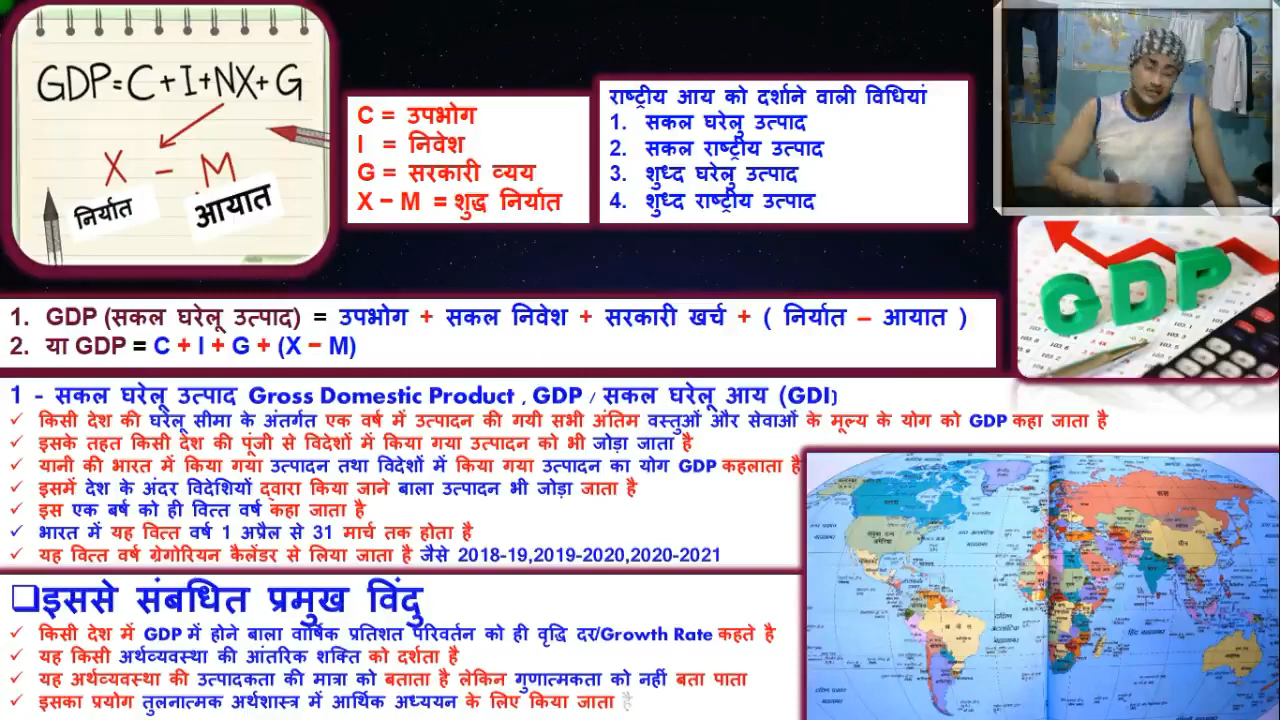 GDP=C+I+NX+G
X - M
निर्यात
आयात
C = उपभोग
I = निवेश
G = सरकारी व्यय
X − M = शुद्ध निर्यात
राष्ट्रीय आय को दर्शाने वाली विधियां
1. सकल घरेलु उत्पाद
2. सकल राष्ट्रीय उत्पाद
3. शुध्द घरेलु उत्पाद
4. शुध्द राष्ट्रीय उत्पाद
GDP
1. GDP (सकल घरेलू उत्पाद) = उपभोग + सकल निवेश + सरकारी खर्च + ( निर्यात – आयात )
2. या GDP = C + I + G + (X − M)
1 - सकल घरेलू उत्पाद Gross Domestic Product , GDP / सकल घरेलू आय (GDI)
✓ किसी देश की घरेलू सीमा के अंतर्गत एक वर्ष में उत्पादन की गयी सभी अंतिम वस्तुओं और सेवाओं के मूल्य के योग को GDP कहा जाता है
✓ इसके तहत किसी देश की पूंजी से विदेशों में किया गया उत्पादन को भी जोड़ा जाता है
✓ यानी की भारत में किया गया उत्पादन तथा विदेशों में किया गया उत्पादन का योग GDP कहलाता है
✓ इसमें देश के अंदर विदेशियों द्वारा किया जाने बाला उत्पादन भी जोड़ा जाता है
✓ इस एक बर्ष को ही वित्त वर्ष कहा जाता है
✓ भारत में यह वित्त वर्ष 1 अप्रैल से 31 मार्च तक होता है
✓ यह वित्त वर्ष ग्रेगोरियन कैलेंडर से लिया जाता है जैसे 2018-19,2019-2020,2020-2021
❑इससे संबधित प्रमुख विंदु
✓ किसी देश में GDP में होने बाला वार्षिक प्रतिशत परिवर्तन को ही वृद्धि दर/Growth Rate कहते है
✓ यह किसी अर्थव्यवस्था की आंतरिक शक्ति को दर्शता है
✓ यह अर्थव्यवस्था की उत्पादकता की मात्रा को बताता है लेकिन गुणात्मकता को नहीं बता पाता
✓ इसका प्रयोग तुलनात्मक अर्थशास्त्र में आर्थिक अध्ययन के लिए किया जाता है